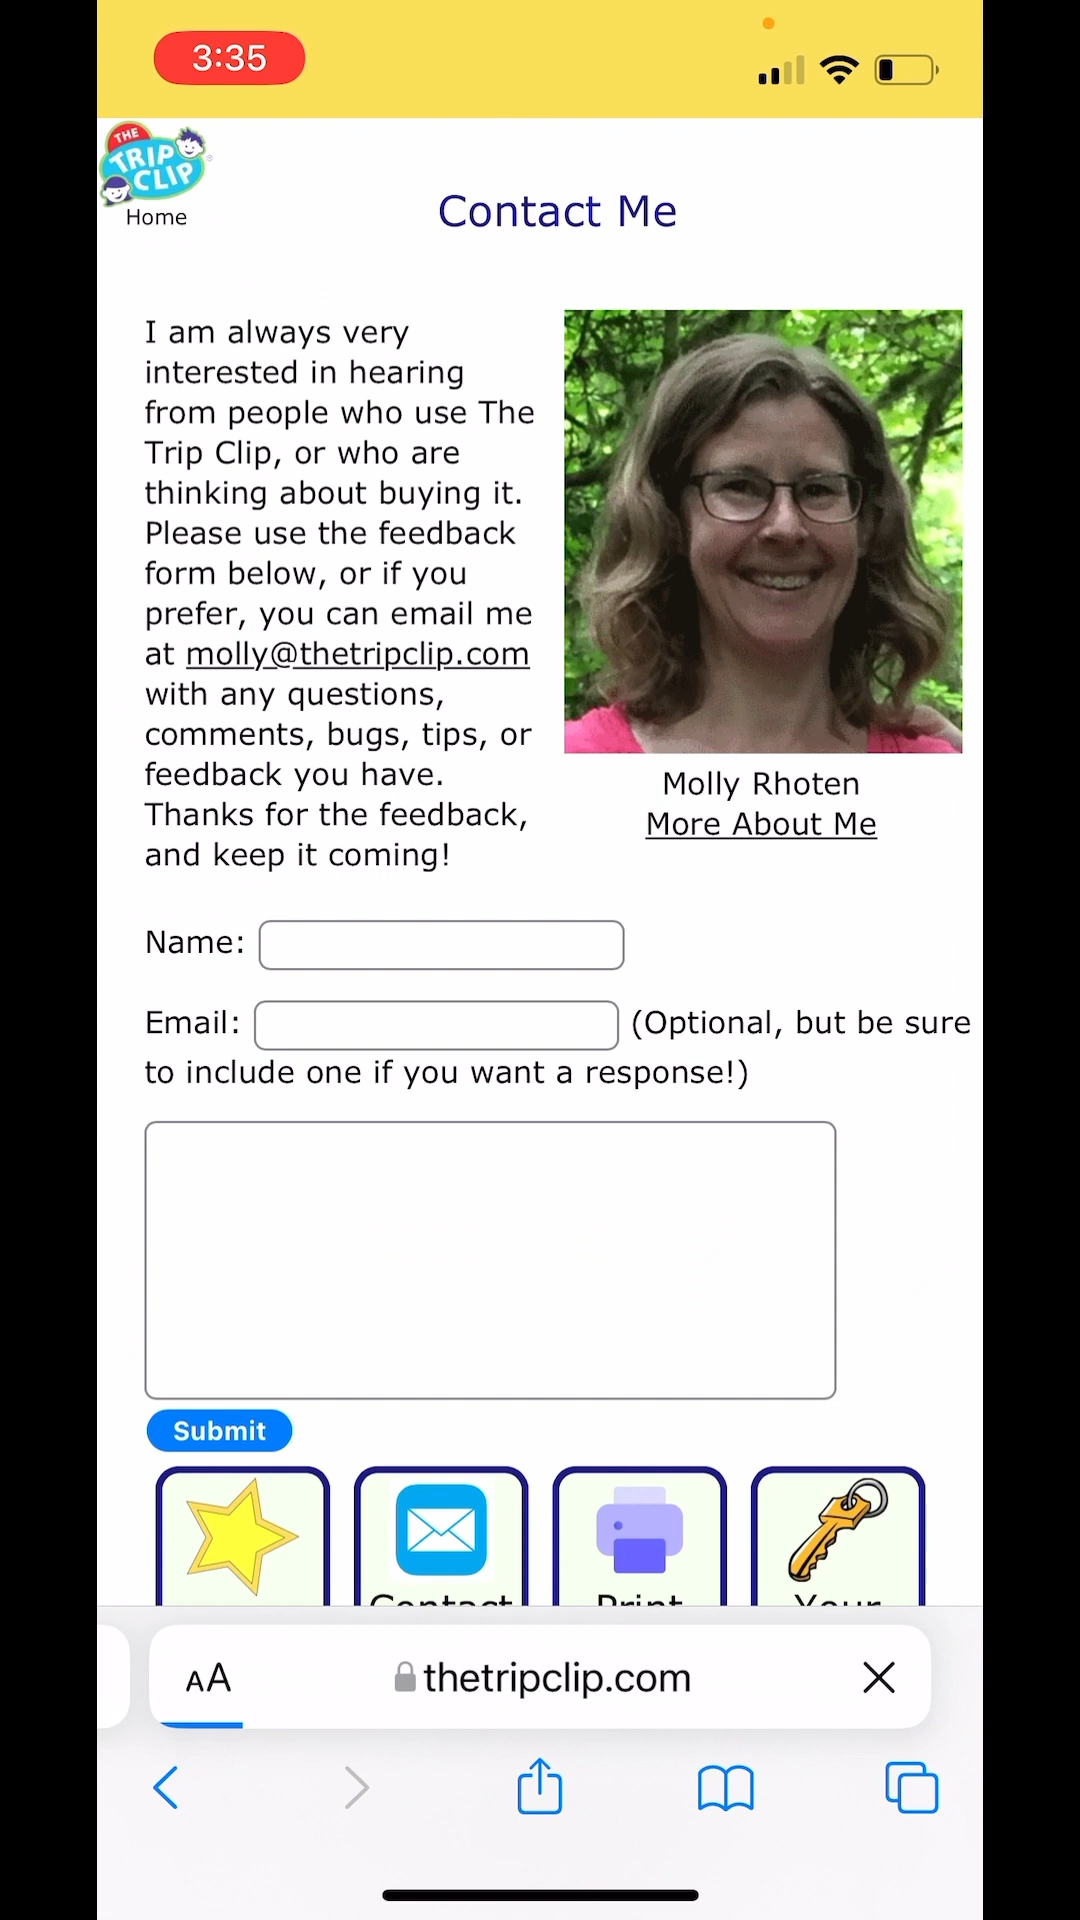 3:35
THE
TRIP
CLIP
Home
Contact Me
I am always very
interested in hearing
from people who use The
Trip Clip, or who are
thinking about buying it.
Please use the feedback
form below, or if you
prefer, you can email me
at molly@thetripclip.com
with any questions,
comments, bugs, tips, or
feedback you have.
Thanks for the feedback,
and keep it coming!
Molly Rhoten
More About Me
Name:
Email: (Optional, but be sure
to include one if you want a response!)
Submit
Contact Print Your
AA thetripclip.com